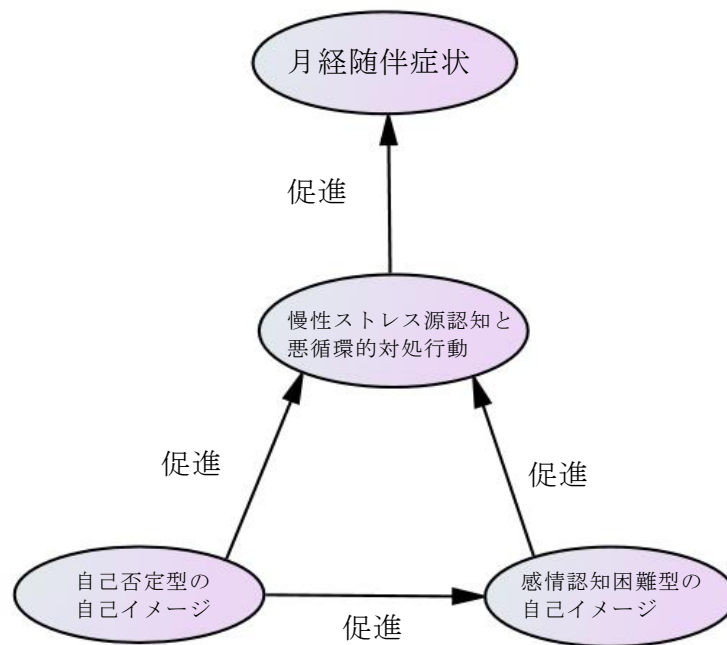 月経随伴症状
促進
慢性ストレス源認知と
悪循環的対処行動
促進
促進
自己否定型の
自己イメージ
感情認知困難型の
自己イメージ
促進